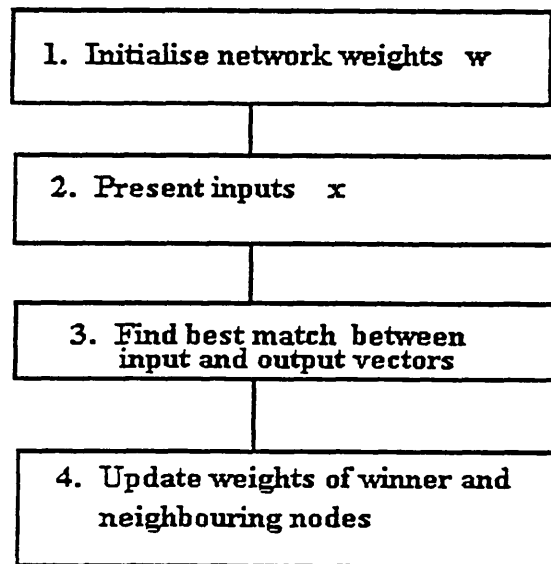 1. Initialise network weights w
2. Present inputs x
3. Find best match between
input and output vectors
4. Update weights of winner and
neighbouring nodes